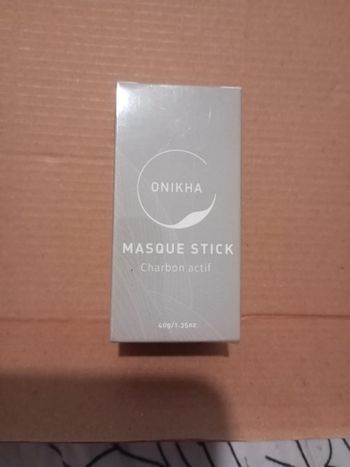 ONIKHA
MASQUE STICK
Charbon actif
40g/1.35oz